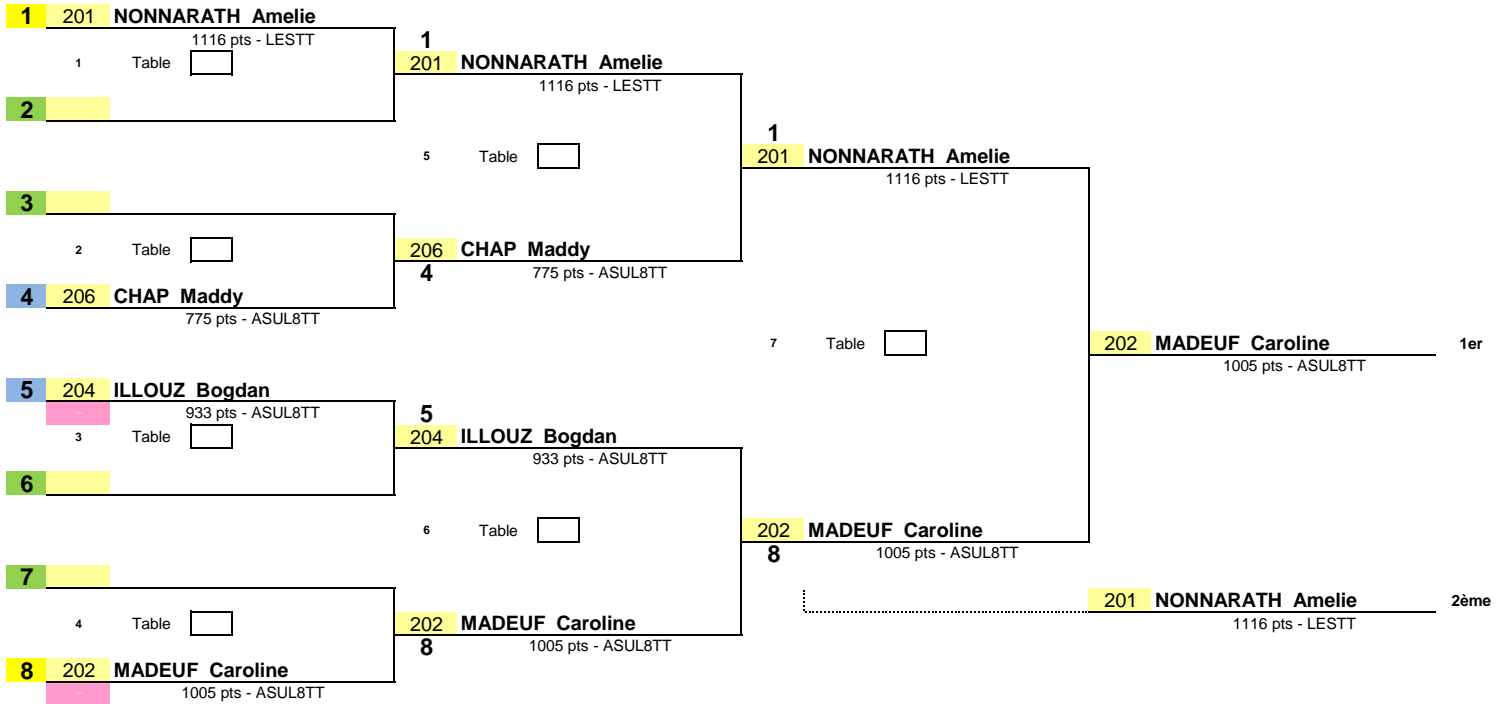 1 201 NONNARATH Amelie
1116 pts - LESTT
1 Table
2
3
2 Table
4 206 CHAP Maddy
775 pts - ASUL8TT
5 204 ILLOUZ Bogdan
933 pts - ASUL8TT
3 Table
6
7
4 Table
8 202 MADEUF Caroline
1005 pts - ASUL8TT
1
201 NONNARATH Amelie
1116 pts - LESTT
5 Table
206 CHAP Maddy
4 775 pts - ASUL8TT
5
204 ILLOUZ Bogdan
933 pts - ASUL8TT
6 Table
202 MADEUF Caroline
8 1005 pts - ASUL8TT
1
201 NONNARATH Amelie
1116 pts - LESTT
7 Table
202 MADEUF Caroline
8 1005 pts - ASUL8TT
202 MADEUF Caroline 1er
1005 pts - ASUL8TT
201 NONNARATH Amelie 2ème
1116 pts - LESTT